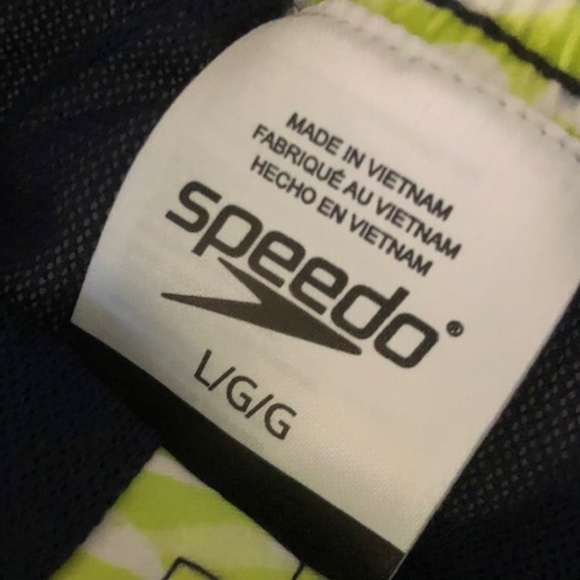 MADE IN VIETNAM
FABRIQUÉ AU VIETNAM
HECHO EN VIETNAM
speedo®
L/G/G